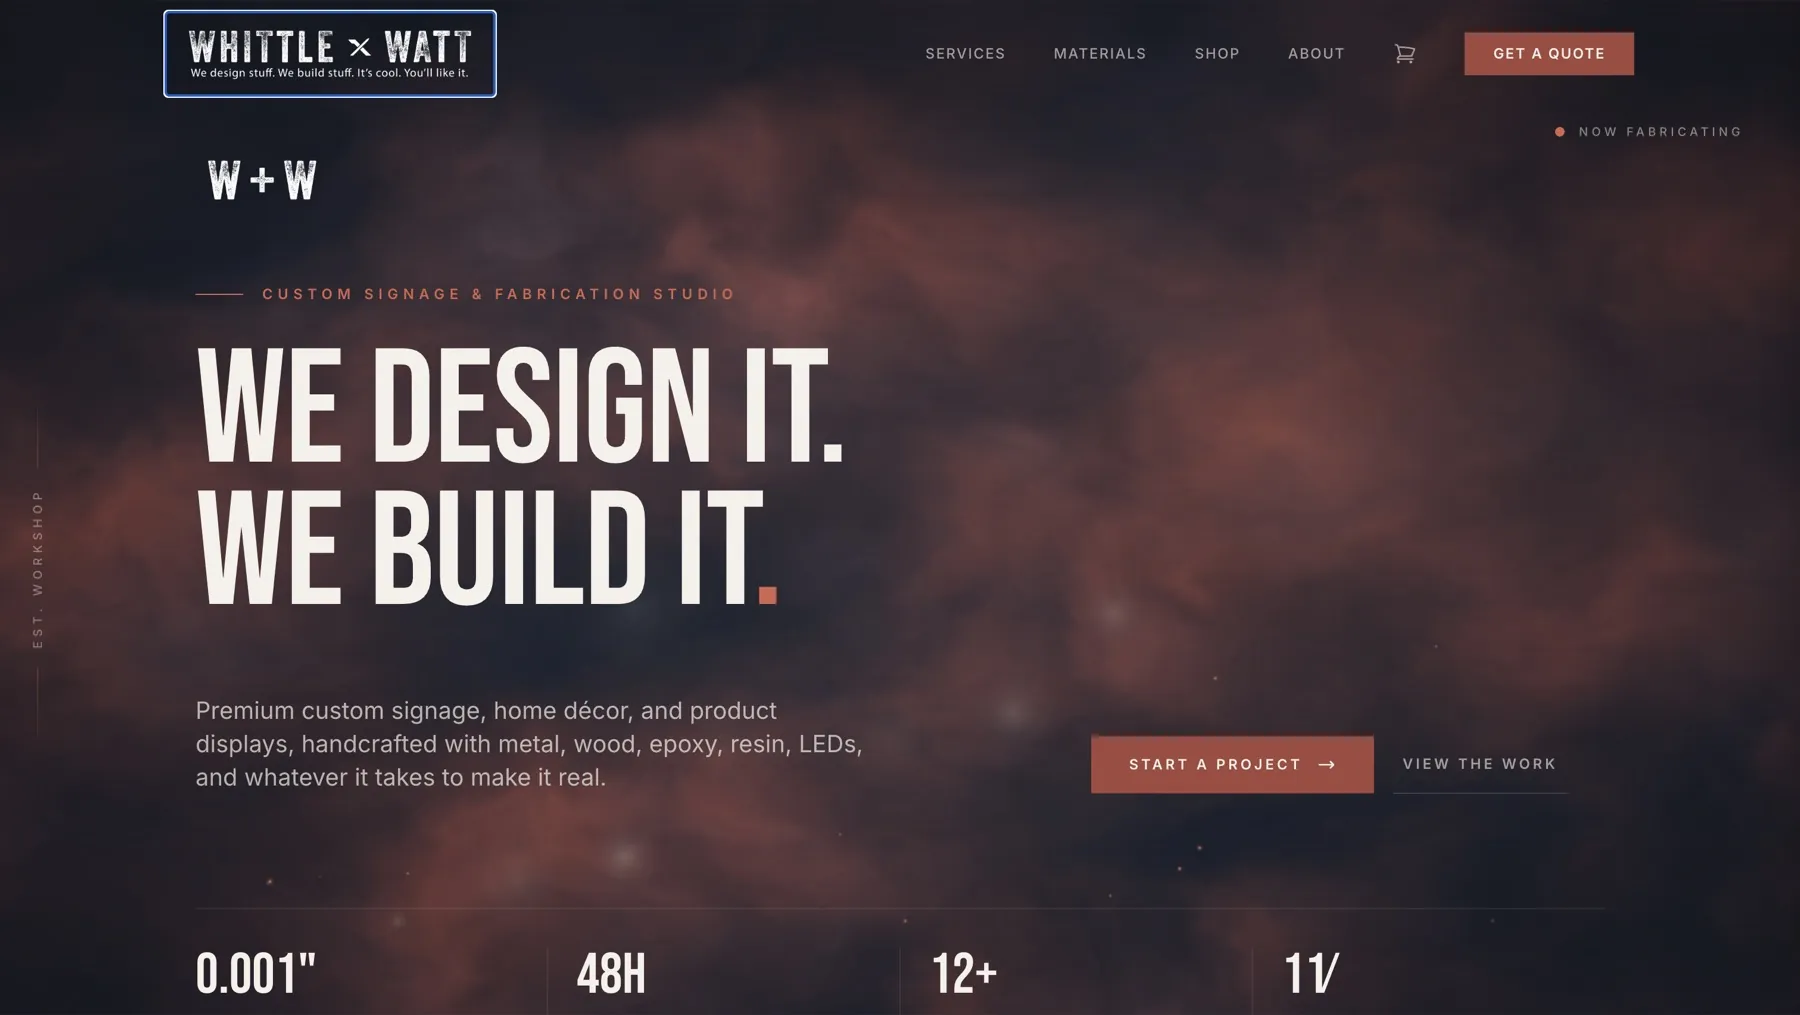 WHITTLE × WATT
We design stuff. We build stuff. It's cool. You'll like it.
SERVICES
MATERIALS
SHOP
ABOUT
GET A QUOTE
NOW FABRICATING
W + W
CUSTOM SIGNAGE & FABRICATION STUDIO
WE DESIGN IT.
WE BUILD IT.
EST. WORKSHOP
Premium custom signage, home décor, and product
displays, handcrafted with metal, wood, epoxy, resin, LEDs,
and whatever it takes to make it real.
START A PROJECT →
VIEW THE WORK
0.001"
48H
12+
11/